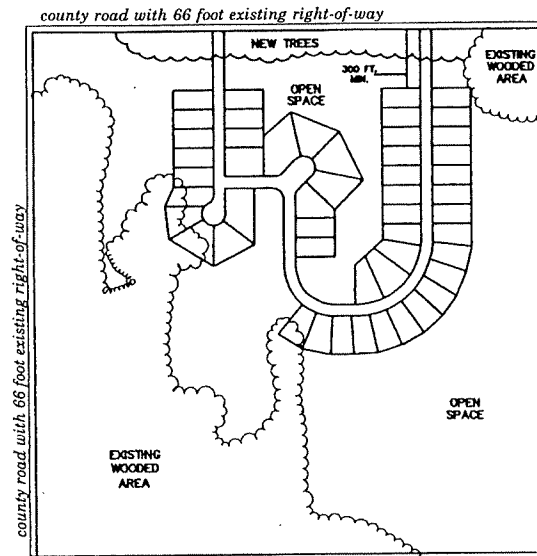 county road with 66 foot existing right-of-way
NEW TREES
300 FT.
MIN.
EXISTING
WOODED
AREA
OPEN
SPACE
county road with 66 foot existing right-of-way
OPEN
SPACE
EXISTING
WOODED
AREA